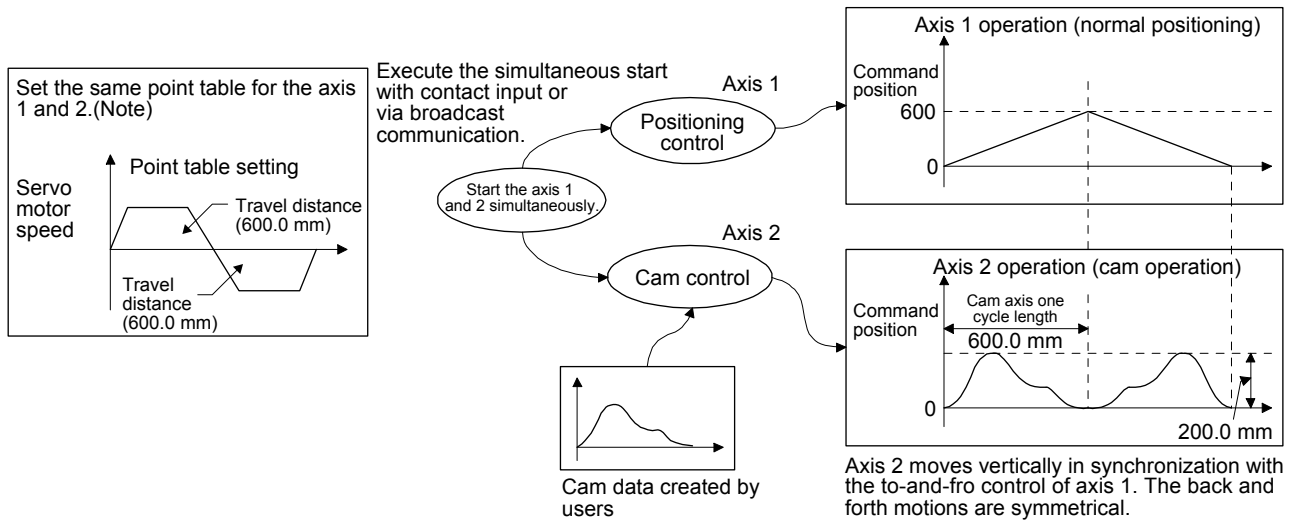 Set the same point table for the axis
1 and 2.(Note)
Point table setting
Servo
motor
speed
Travel distance
(600.0 mm)
Travel
distance
(600.0 mm)
Execute the simultaneous start
with contact input or
via broadcast
communication.
Start the axis 1
and 2 simultaneously.
Axis 1
Positioning
control
Axis 2
Cam control
Cam data created by
users
Axis 1 operation (normal positioning)
Command
position
600
0
Axis 2 operation (cam operation)
Command
position
Cam axis one
cycle length
600.0 mm
0
200.0 mm
Axis 2 moves vertically in synchronization with
the to-and-fro control of axis 1. The back and
forth motions are symmetrical.